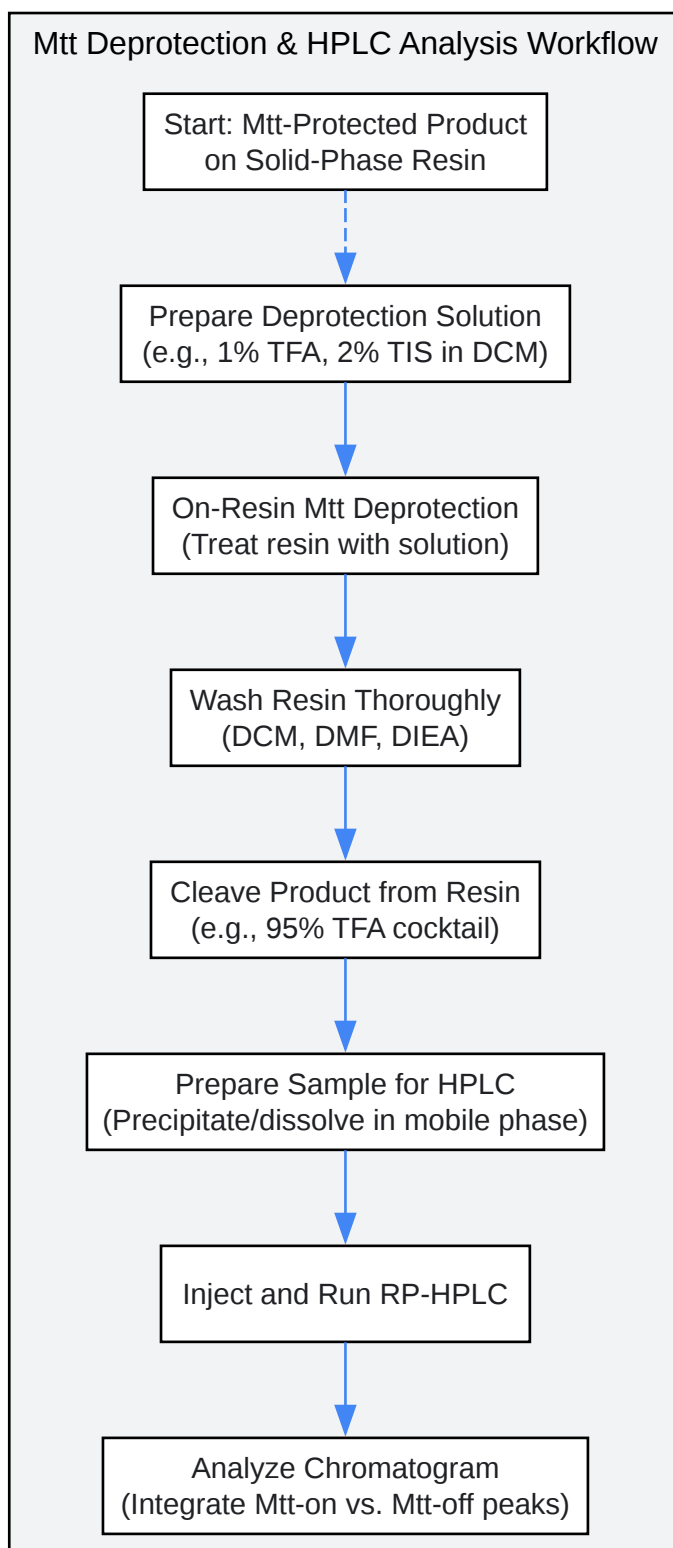 Mtt Deprotection & HPLC Analysis Workflow
Start: Mtt-Protected Product
on Solid-Phase Resin
Prepare Deprotection Solution
(e.g., 1% TFA, 2% TIS in DCM)
On-Resin Mtt Deprotection
(Treat resin with solution)
Wash Resin Thoroughly
(DCM, DMF, DIEA)
Cleave Product from Resin
(e.g., 95% TFA cocktail)
Prepare Sample for HPLC
(Precipitate/dissolve in mobile phase)
Inject and Run RP-HPLC
Analyze Chromatogram
(Integrate Mtt-on vs. Mtt-off peaks)